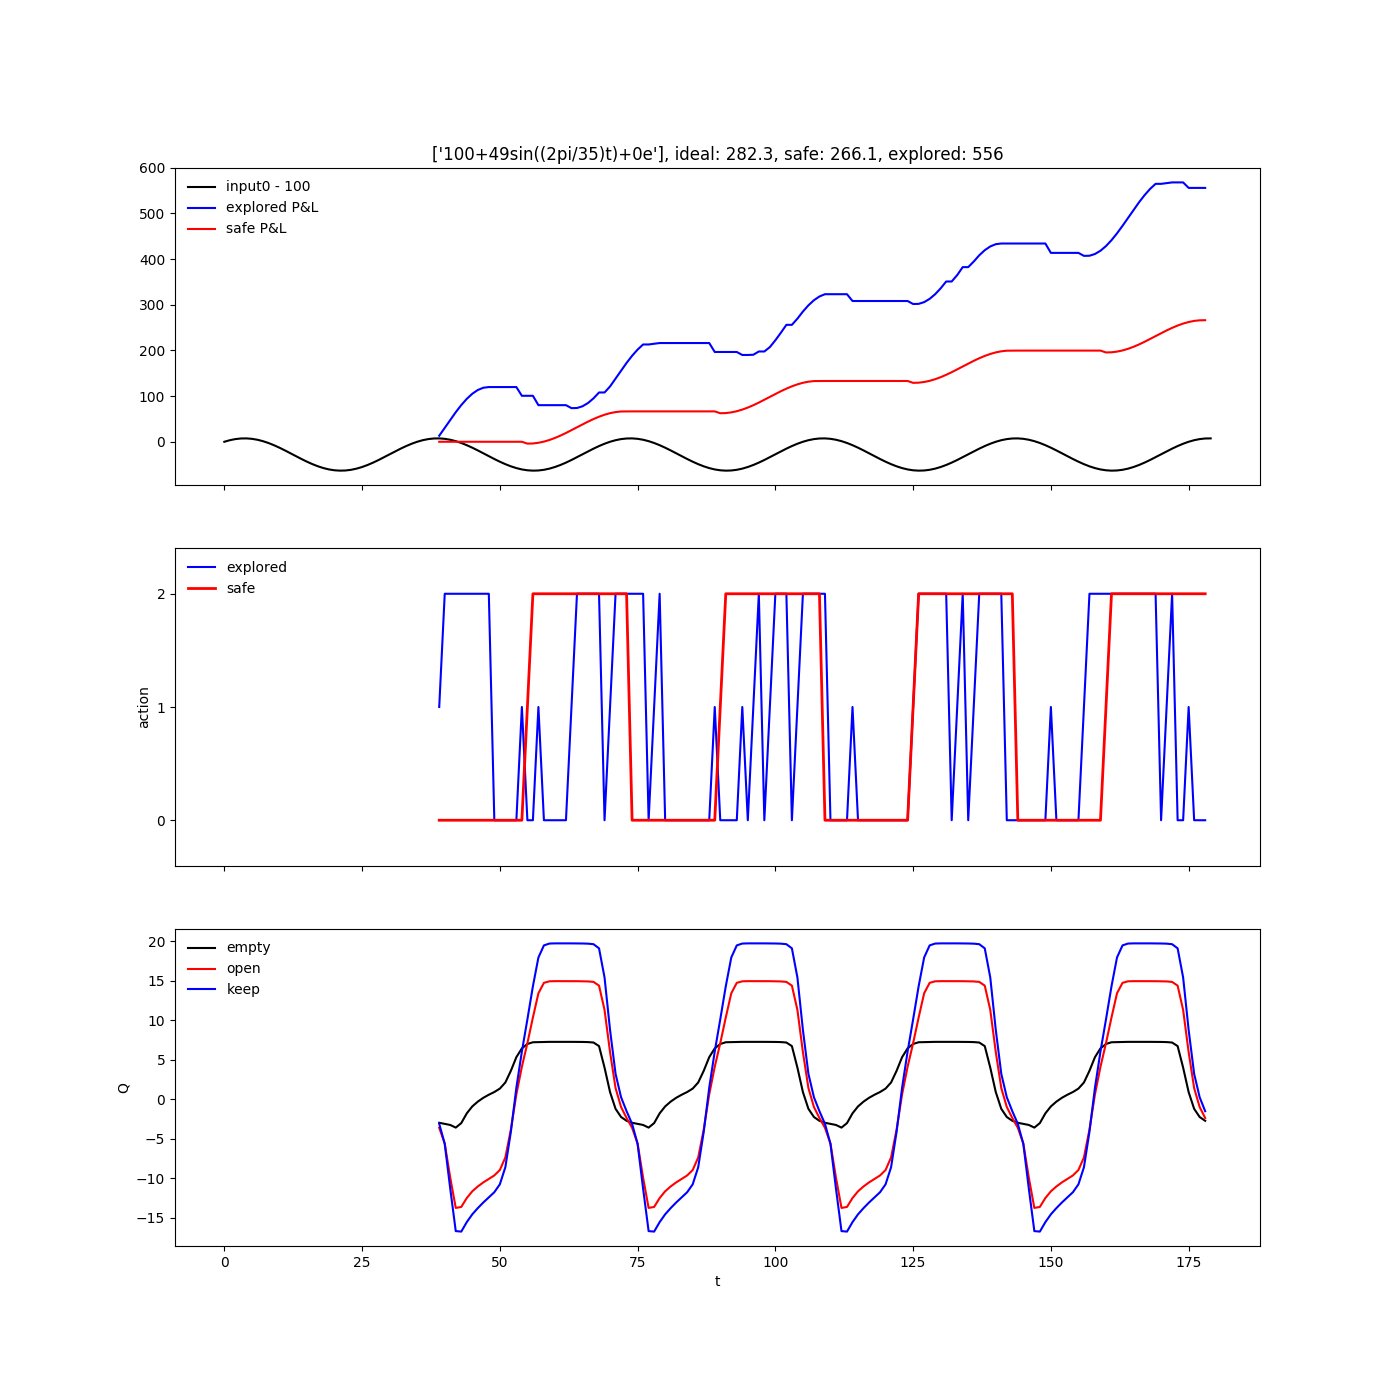 ['100+49sin((2pi/35)t)+0e'], ideal: 282.3, safe: 266.1, explored: 556
600
500
400
300
200
100
0
input0 - 100
explored P&L
safe P&L
action
2
1
0
explored
safe
Q
20
15
10
5
0
−5
−10
−15
empty
open
keep
0 25 50 75 100 125 150 175
t